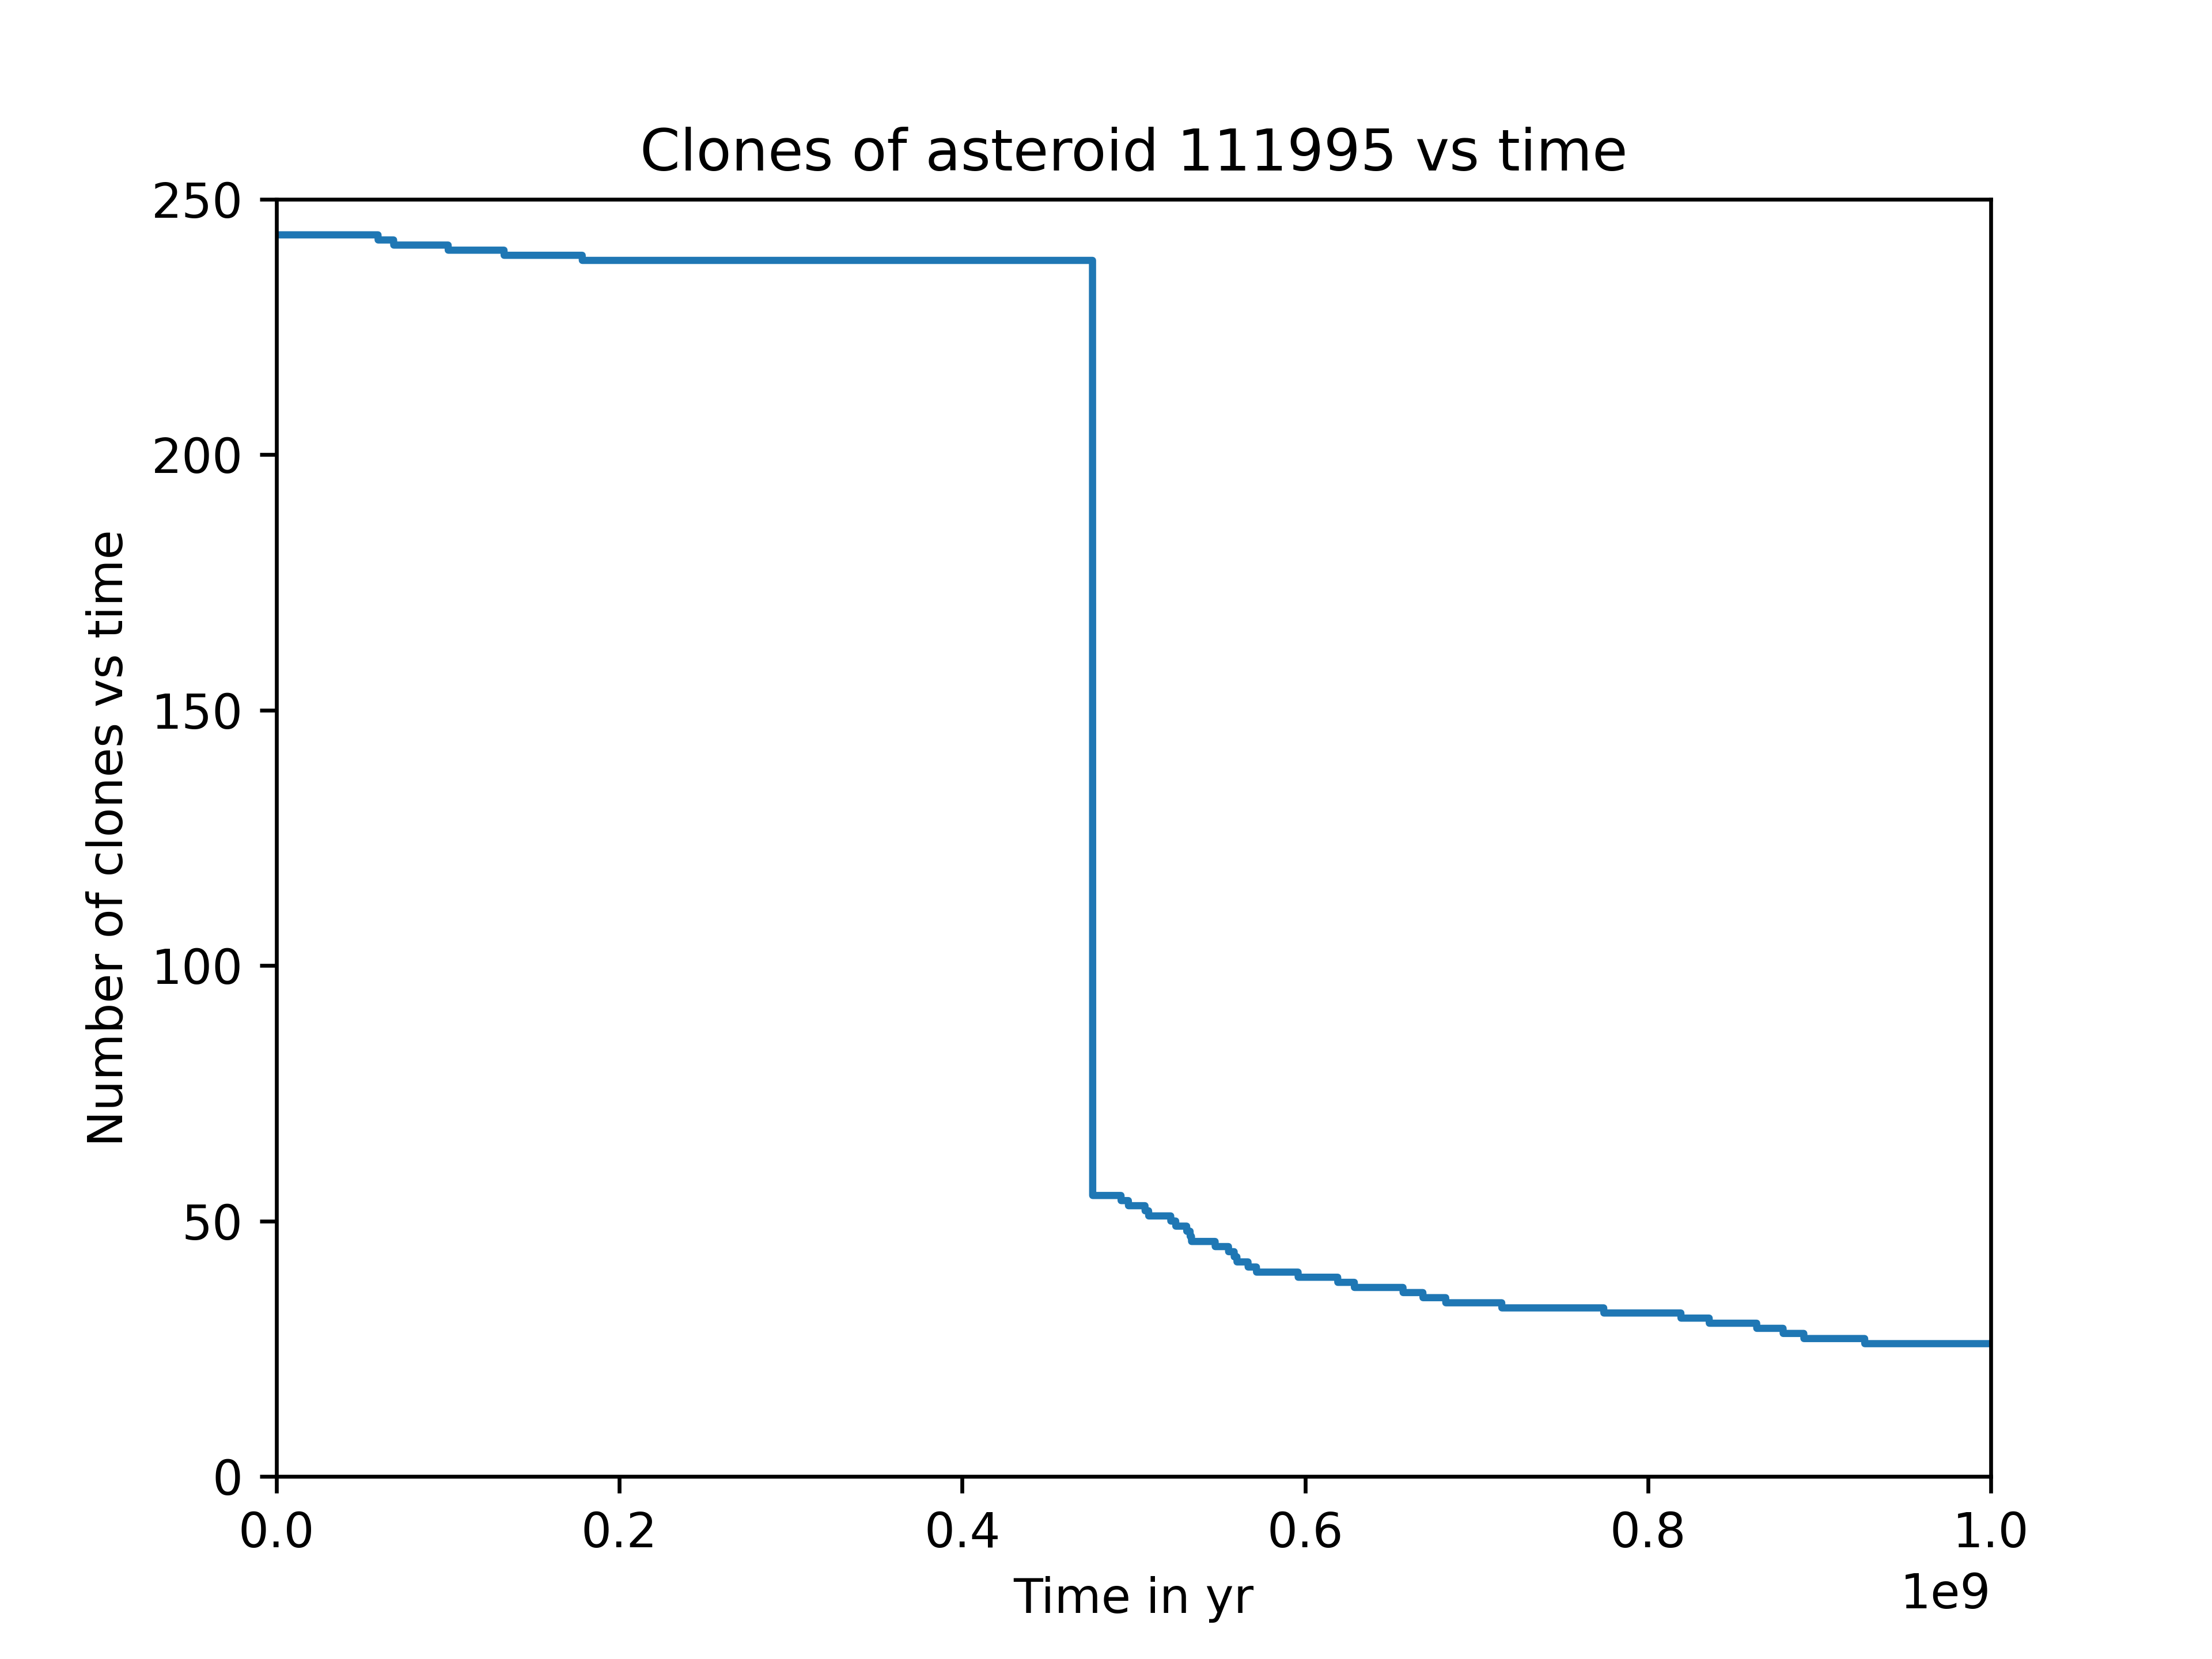 Clones of asteroid 111995 vs time
Number of clones vs time
250
200
150
100
50
0
0.0 0.2 0.4 0.6 0.8 1.0
Time in yr
1e9